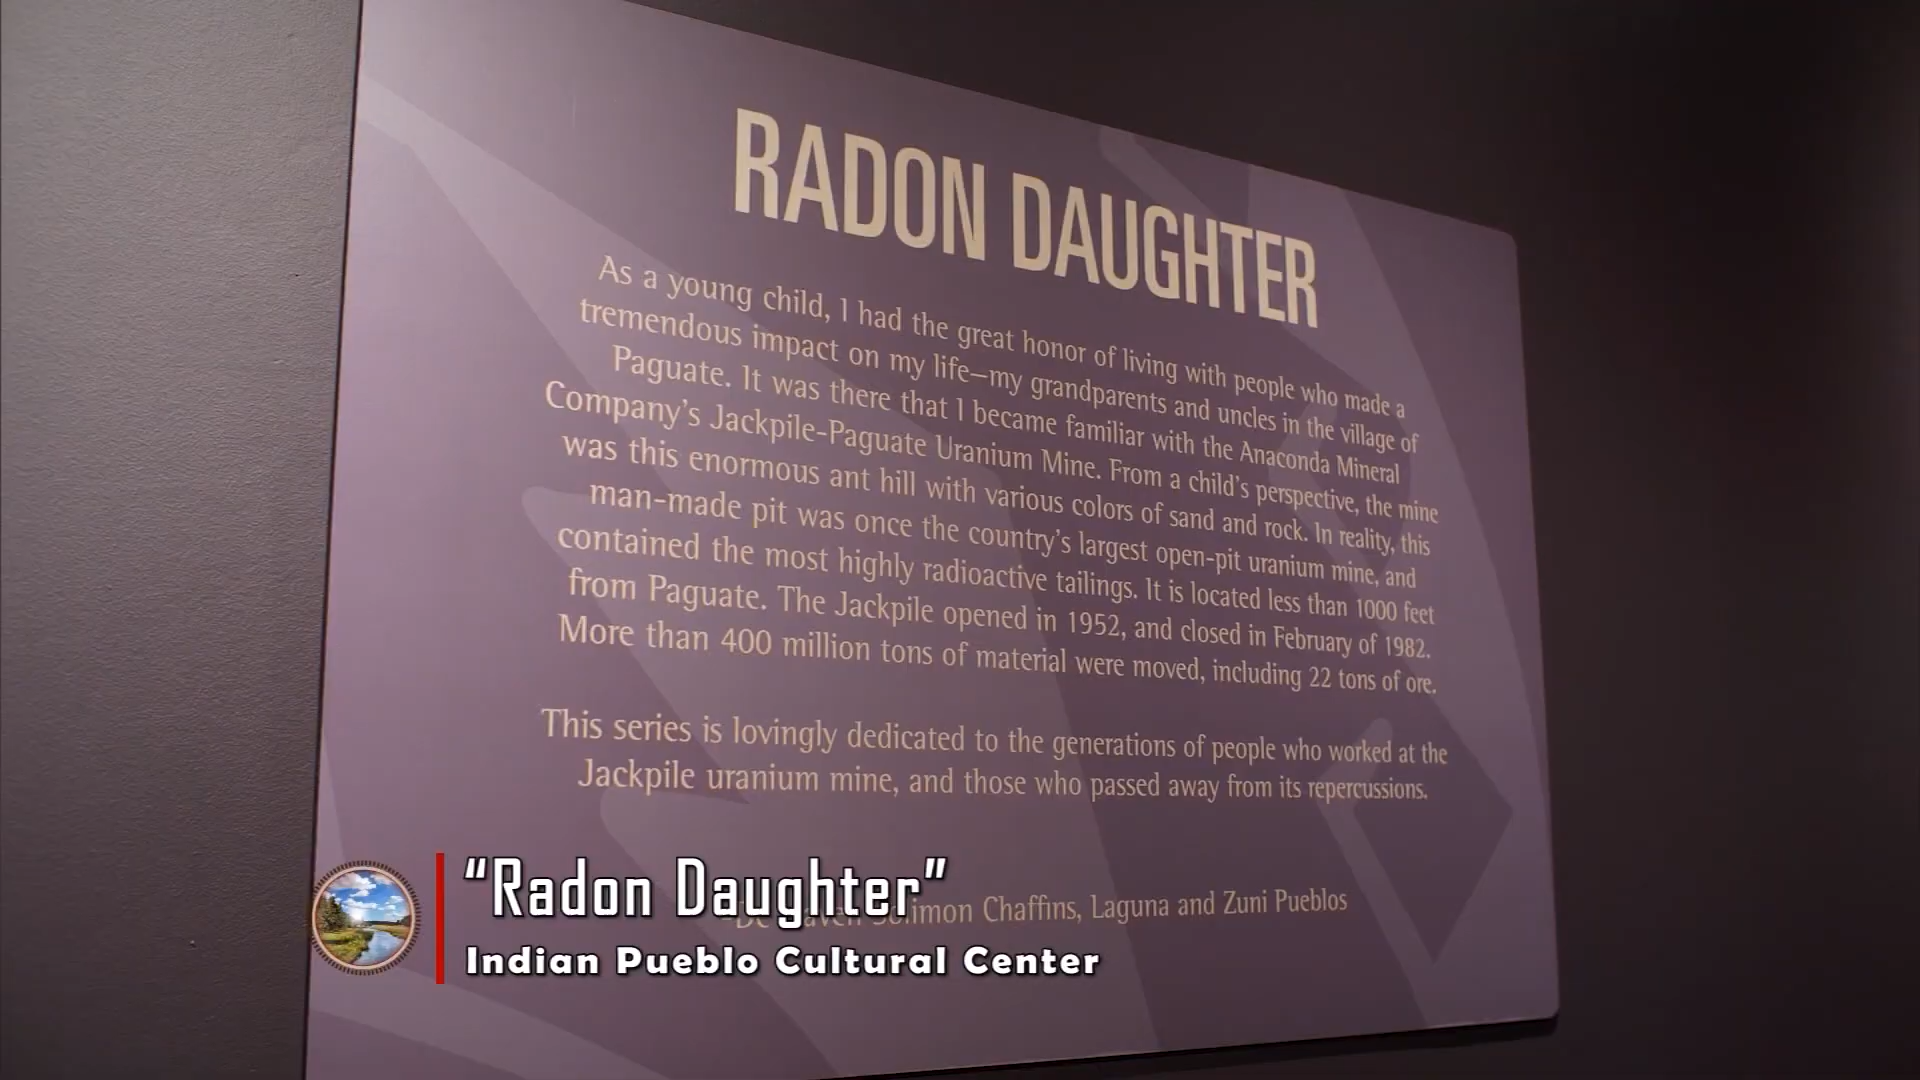 RADON DAUGHTER
As a young child, I had the great honor of living with people who made a
tremendous impact on my life—my grandparents and uncles in the village of
Paguate. It was there that I became familiar with the Anaconda Mineral
Company's Jackpile-Paguate Uranium Mine. From a child's perspective, the mine
was this enormous ant hill with various colors of sand and rock. In reality, this
man-made pit was once the country's largest open-pit uranium mine, and
contained the most highly radioactive tailings. It is located less than 1000 feet
from Paguate. The Jackpile opened in 1952, and closed in February of 1982.
More than 400 million tons of material were moved, including 22 tons of ore.
This series is lovingly dedicated to the generations of people who worked at the
Jackpile uranium mine, and those who passed away from its repercussions.
Chaffins, Laguna and Zuni Pueblos
“Radon Daughter”
Indian Pueblo Cultural Center